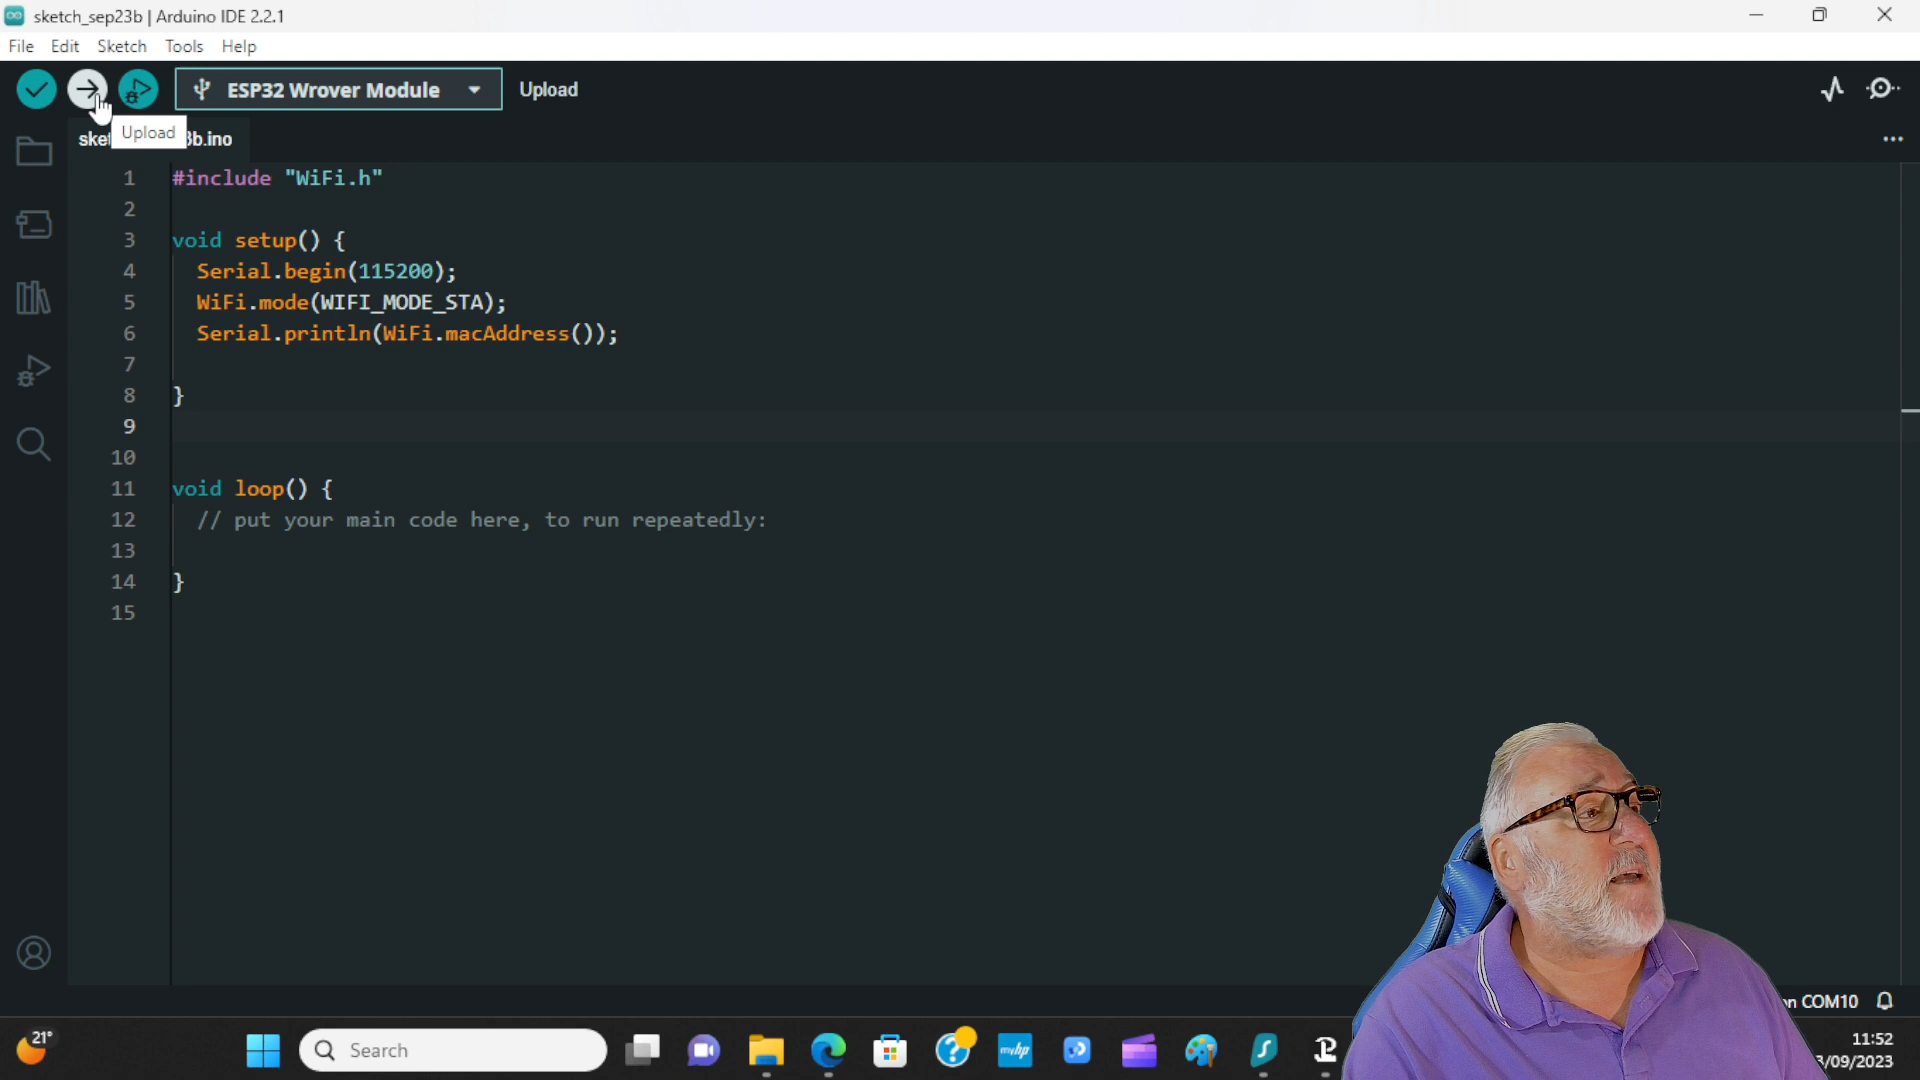 sketch_sep23b | Arduino IDE 2.2.1
File Edit Sketch Tools Help
ESP32 Wrover Module
Upload
Upload
3b.ino
1 #include "WiFi.h"
2
3 void setup() {
4 Serial.begin(115200);
5 WiFi.mode(WIFI_MODE_STA);
6 Serial.println(WiFi.macAddress());
7
8 }
9
10
11 void loop() {
12 // put your main code here, to run repeatedly:
13
14 }
15
COM10
21°
Search
myhp
11:52
/09/2023